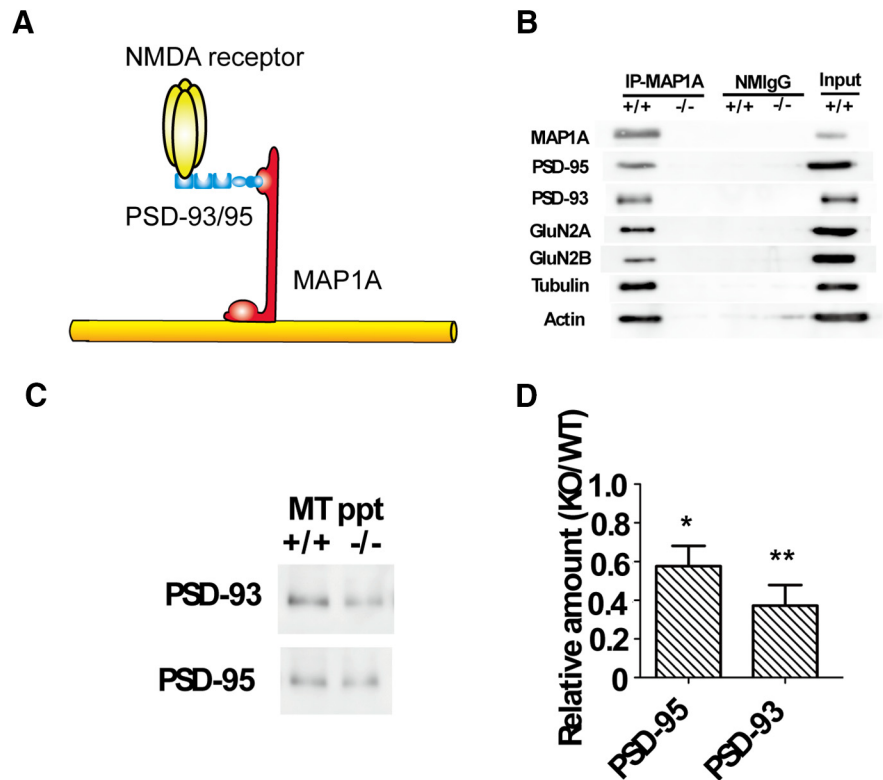 A
NMDA receptor
PSD-93/95
MAP1A
B
IP-MAP1A NMIgG Input
+/+ -/- +/+ -/- +/+
MAP1A
PSD-95
PSD-93
GluN2A
GluN2B
Tubulin
Actin
C
MT ppt
+/+ -/-
PSD-93
PSD-95
D
Relative amount (KO/WT)
1.0
0.8
0.6
0.4
0.2
0
*
**
PSD-95
PSD-93